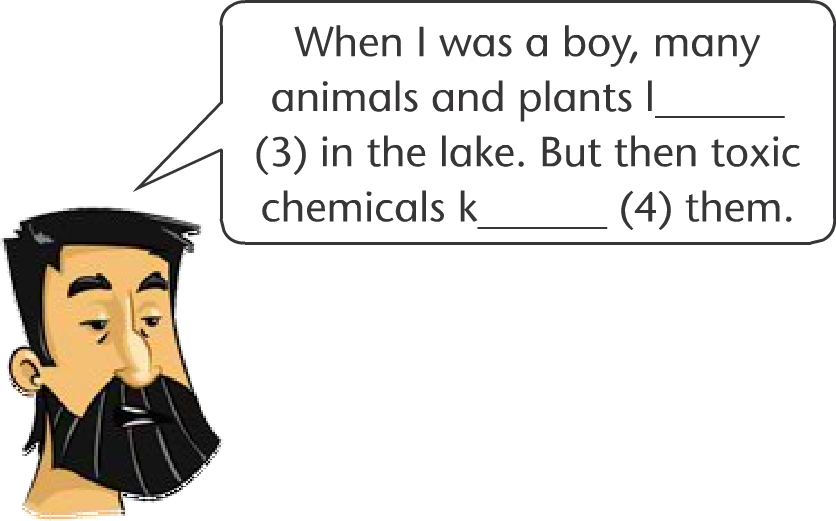 When I was a boy, many
animals and plants l______
(3) in the lake. But then toxic
chemicals k______ (4) them.